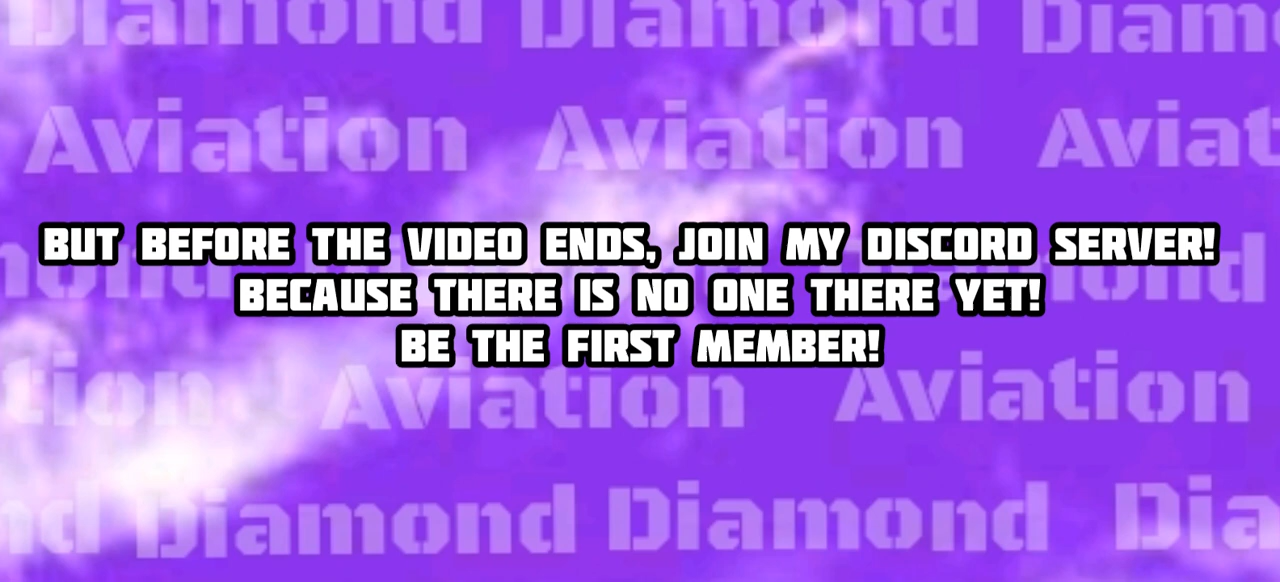 Diamond Diamond Diam
Aviation Aviation Aviat
BUT BEFORE THE VIDEO ENDS, JOIN MY DISCORD SERVER!
BECAUSE THERE IS NO ONE THERE YET!
BE THE FIRST MEMBER!
tion Aviation Aviation
nd Diamond Diamond Dia